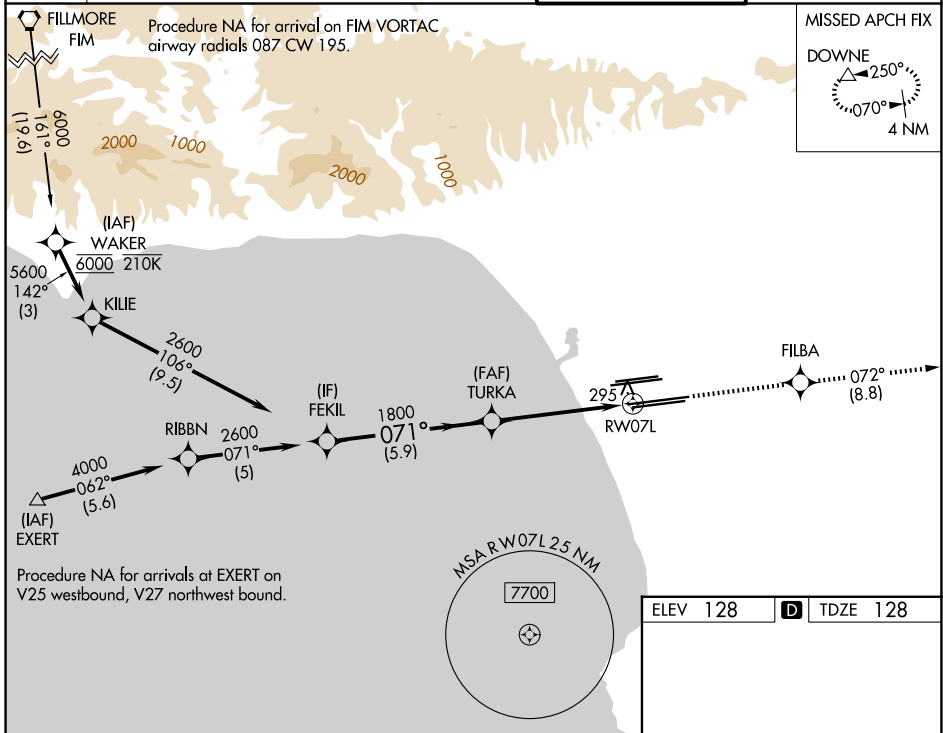 FILLMORE
FIM
Procedure NA for arrival on FIM VORTAC
airway radials 087 CW 195.
MISSED APCH FIX
DOWNE
250°
070°
4 NM
6000
161°
(19.6)
2000
1000
2000
1000
(IAF)
WAKER
6000 210K
5600
142°
(3)
KILIE
2600
106°
(9.5)
(IF)
FEKIL
1800
071°
(5.9)
(FAF)
TURKA
295
RW07L
FILBA
072°
(8.8)
RIBBN
2600
071°
(5)
4000
062°
(5.6)
(IAF)
EXERT
Procedure NA for arrivals at EXERT on
V25 westbound, V27 northwest bound.
MSA RW07L 25 NM
7700
ELEV 128 D TDZE 128